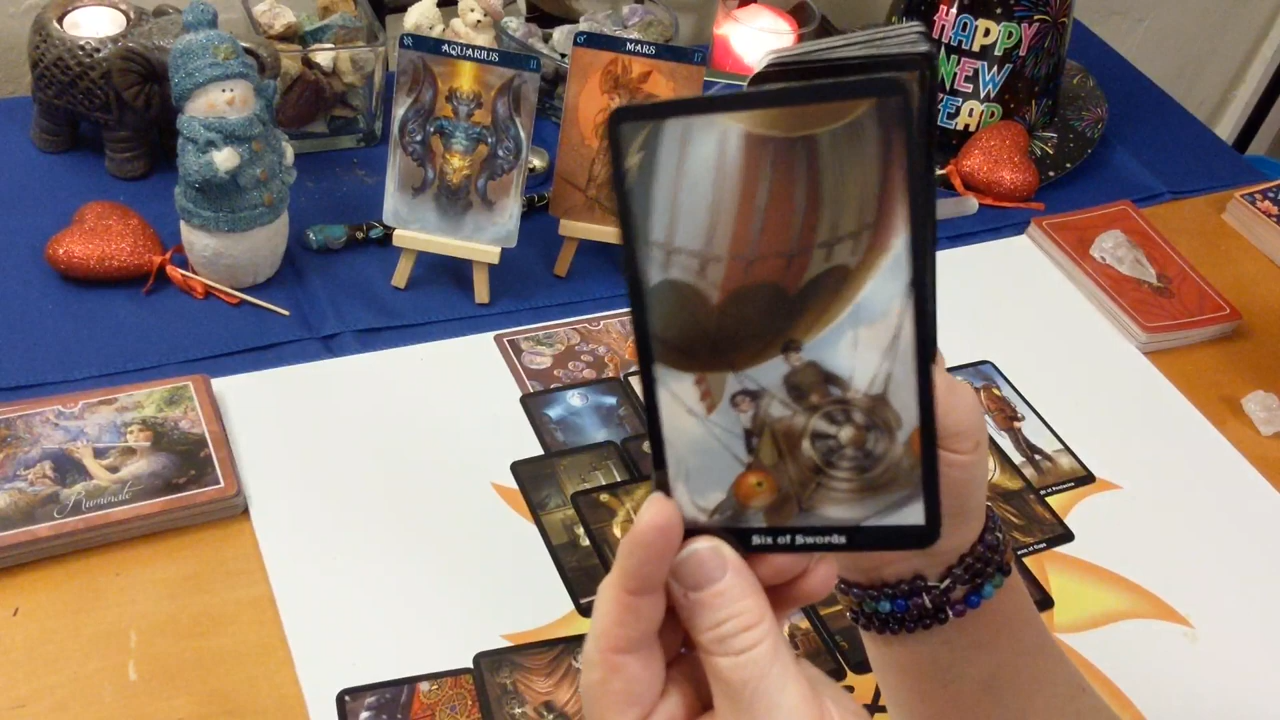 AQUARIUS
11
MARS
17
HAPPY
NEW
YEAR
Ruminate
Six of Swords